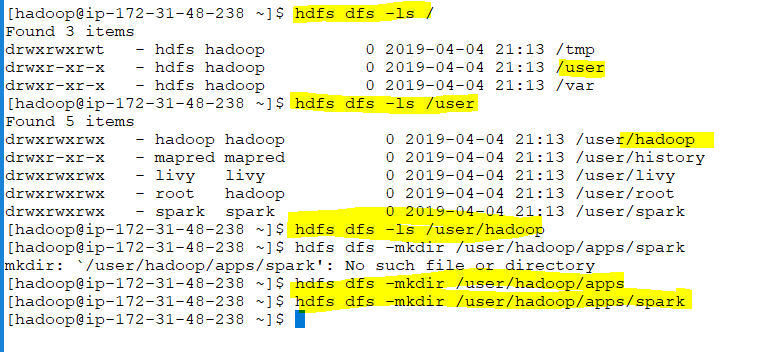 [hadoop@ip-172-31-48-238 ~]$ hdfs dfs -ls /
Found 3 items
drwxrwxrwt   - hdfs hadoop          0 2019-04-04 21:13 /tmp
drwxr-xr-x   - hdfs hadoop          0 2019-04-04 21:13 /user
drwxr-xr-x   - hdfs hadoop          0 2019-04-04 21:13 /var
[hadoop@ip-172-31-48-238 ~]$ hdfs dfs -ls /user
Found 5 items
drwxrwxrwx   - hadoop hadoop          0 2019-04-04 21:13 /user/hadoop
drwxr-xr-x   - mapred mapred          0 2019-04-04 21:13 /user/history
drwxrwxrwx   - livy   livy            0 2019-04-04 21:13 /user/livy
drwxrwxrwx   - root   hadoop          0 2019-04-04 21:13 /user/root
drwxrwxrwx   - spark  spark           0 2019-04-04 21:13 /user/spark
[hadoop@ip-172-31-48-238 ~]$ hdfs dfs -ls /user/hadoop
[hadoop@ip-172-31-48-238 ~]$ hdfs dfs -mkdir /user/hadoop/apps/spark
mkdir: `/user/hadoop/apps/spark': No such file or directory
[hadoop@ip-172-31-48-238 ~]$ hdfs dfs -mkdir /user/hadoop/apps
[hadoop@ip-172-31-48-238 ~]$ hdfs dfs -mkdir /user/hadoop/apps/spark
[hadoop@ip-172-31-48-238 ~]$